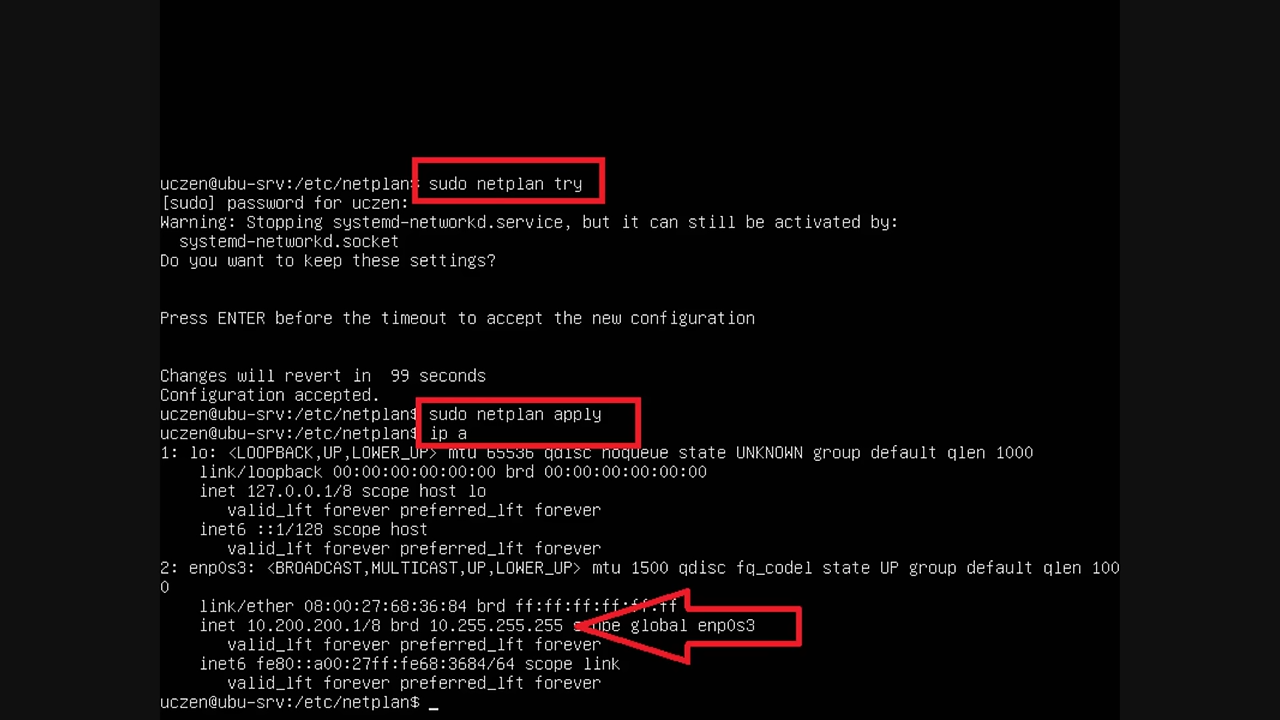 uczen@ubu-srv:/etc/netplan$ sudo netplan try
[sudo] password for uczen:
Warning: Stopping systemd-networkd.service, but it can still be activated by:
systemd-networkd.socket
Do you want to keep these settings?
Press ENTER before the timeout to accept the new configuration
Changes will revert in  99 seconds
Configuration accepted.
uczen@ubu-srv:/etc/netplan$ sudo netplan apply
uczen@ubu-srv:/etc/netplan$ ip a
1: lo: <LOOPBACK,UP,LOWER_UP> mtu 65536 qdisc noqueue state UNKNOWN group default qlen 1000
link/loopback 00:00:00:00:00:00 brd 00:00:00:00:00:00
inet 127.0.0.1/8 scope host lo
valid_lft forever preferred_lft forever
inet6 ::1/128 scope host
valid_lft forever preferred_lft forever
2: enp0s3: <BROADCAST,MULTICAST,UP,LOWER_UP> mtu 1500 qdisc fq_codel state UP group default qlen 100
0
link/ether 08:00:27:68:36:84 brd ff:ff:ff:ff:ff:ff
inet 10.200.200.1/8 brd 10.255.255.255 scope global enp0s3
valid_lft forever preferred_lft forever
inet6 fe80::a00:27ff:fe68:3684/64 scope link
valid_lft forever preferred_lft forever
uczen@ubu-srv:/etc/netplan$ _